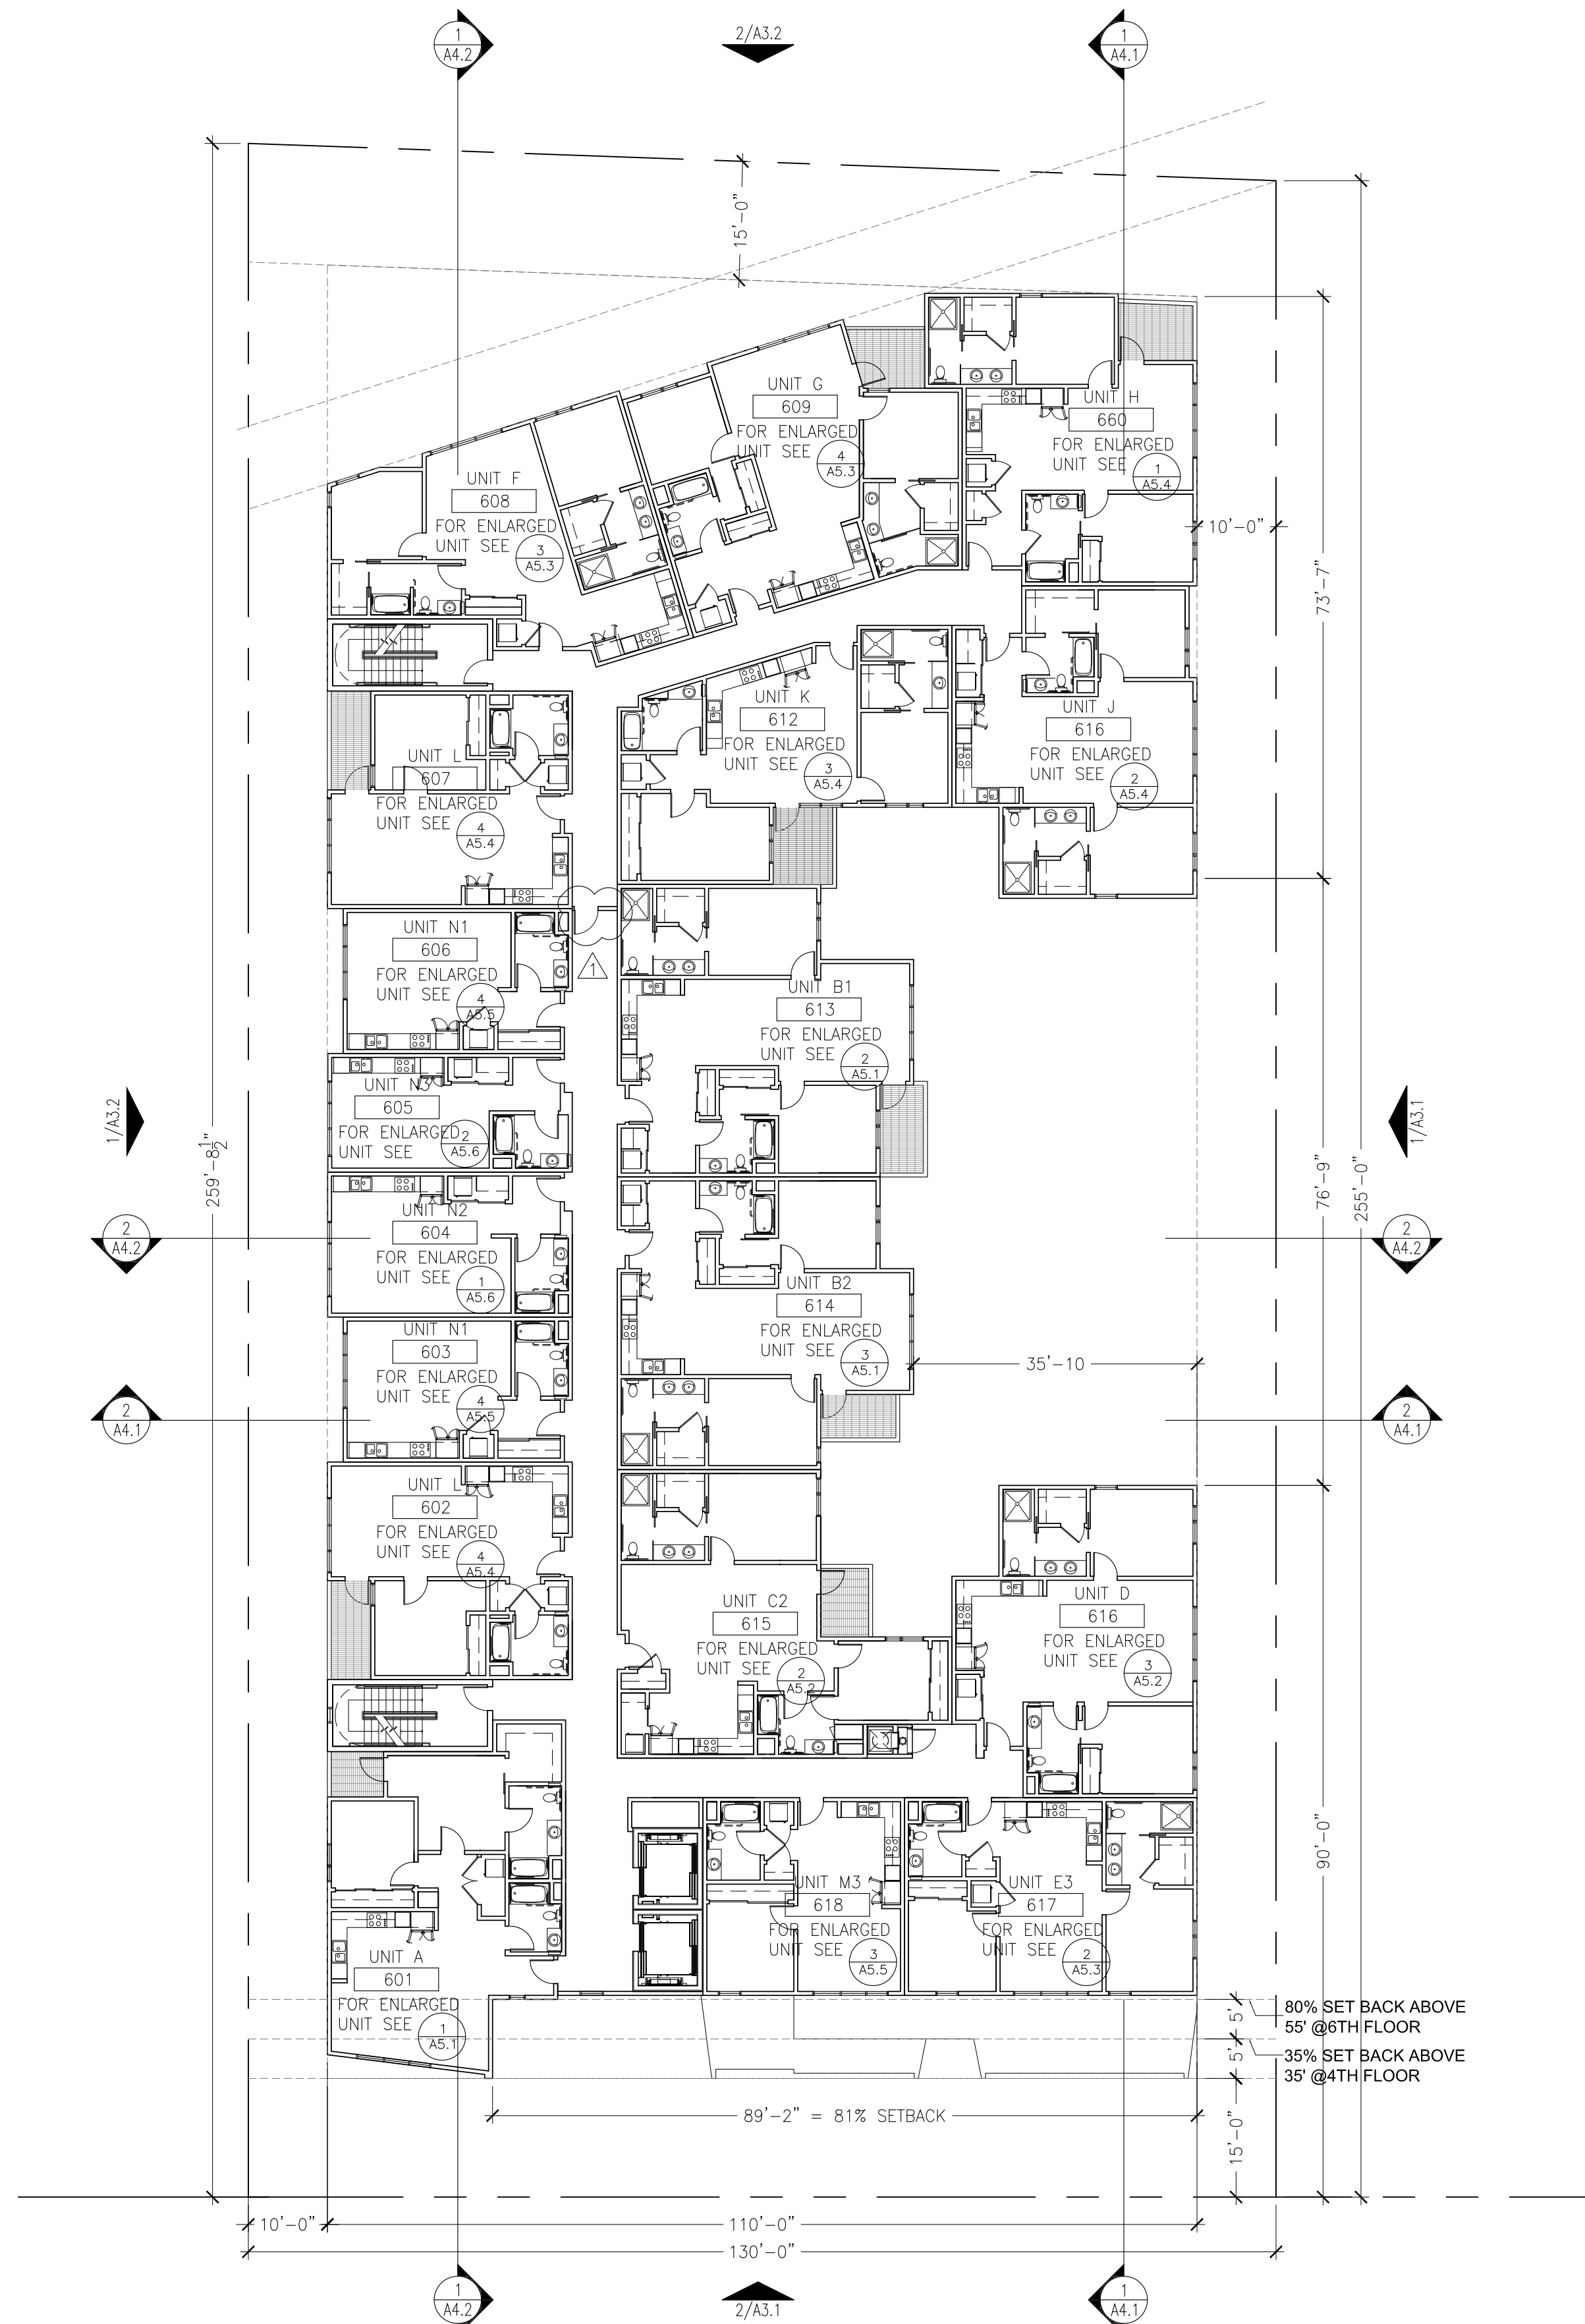 1
A4.2
2/A3.2
1
A4.1
15'-0"
UNIT G
609
FOR ENLARGED
UNIT SEE
4
A5.3
UNIT H
660
FOR ENLARGED
UNIT SEE
1
A5.4
UNIT F
608
FOR ENLARGED
UNIT SEE
3
A5.3
10'-0"
73'-7"
UNIT K
612
FOR ENLARGED
UNIT SEE
3
A5.4
UNIT J
616
FOR ENLARGED
UNIT SEE
2
A5.4
UNIT L
607
FOR ENLARGED
UNIT SEE
4
A5.4
UNIT N1
606
FOR ENLARGED
UNIT SEE
4
A5.5
1
UNIT B1
613
FOR ENLARGED
UNIT SEE
2
A5.1
UNIT N3
605
FOR ENLARGED
UNIT SEE
2
A5.6
1/A3.2
259'-8 1/2"
1/A3.1
76'-9"
255'-0"
UNIT N2
604
FOR ENLARGED
UNIT SEE
1
A5.6
2
A4.2
2
A4.2
UNIT B2
614
FOR ENLARGED
UNIT SEE
3
A5.1
UNIT N1
603
FOR ENLARGED
UNIT SEE
4
A5.5
35'-10
2
A4.1
2
A4.1
UNIT L
602
FOR ENLARGED
UNIT SEE
4
A5.4
UNIT C2
615
FOR ENLARGED
UNIT SEE
2
A5.2
UNIT D
616
FOR ENLARGED
UNIT SEE
3
A5.2
90'-0"
UNIT M3
618
FOR ENLARGED
UNIT SEE
3
A5.5
UNIT E3
617
FOR ENLARGED
UNIT SEE
2
A5.3
UNIT A
601
FOR ENLARGED
UNIT SEE
1
A5.1
5'
80% SET BACK ABOVE
55' @6TH FLOOR
5'
35% SET BACK ABOVE
35' @4TH FLOOR
89'-2" = 81% SETBACK
15'-0"
10'-0"
110'-0"
130'-0"
1
A4.2
2/A3.1
1
A4.1